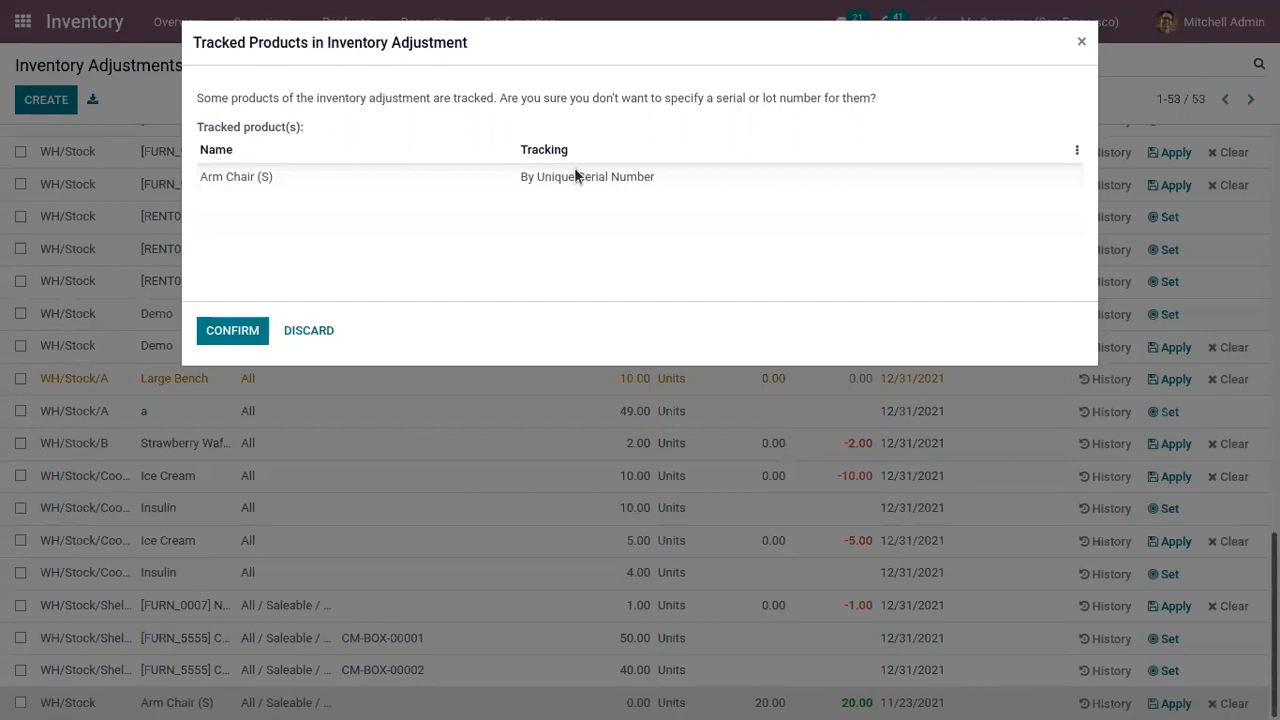 Inventory
21
41
Mitchell Admin
Tracked Products in Inventory Adjustment
×
Inventory Adjustments
Some products of the inventory adjustment are tracked. Are you sure you don't want to specify a serial or lot number for them?
CREATE
1-53 / 53
Tracked product(s):
Name Tracking
Arm Chair (S) By Unique Serial Number
WH/Stock Apply Clear
WH/Stock Apply Clear
WH/Stock [RENT0 Set
WH/Stock [RENT0 Set
WH/Stock [RENT0 Set
WH/Stock Demo Set
WH/Stock Demo Apply Clear
CONFIRM DISCARD
WH/Stock/A Large Bench All 10.00 Units 0.00 0.00 12/31/2021 History Apply Clear
WH/Stock/A a All 49.00 Units 12/31/2021 History Set
WH/Stock/B Strawberry Waf... All 2.00 Units 0.00 -2.00 12/31/2021 History Apply Clear
WH/Stock/Coo... Ice Cream All 10.00 Units 0.00 -10.00 12/31/2021 History Apply Clear
WH/Stock/Coo... Insulin All 10.00 Units 12/31/2021 History Set
WH/Stock/Coo... Ice Cream All 5.00 Units 0.00 -5.00 12/31/2021 History Apply Clear
WH/Stock/Coo... Insulin All 4.00 Units 12/31/2021 History Set
WH/Stock/Shel... [FURN_0007] N... All / Saleable / ... 1.00 Units 0.00 -1.00 12/31/2021 History Apply Clear
WH/Stock/Shel... [FURN_5555] C... All / Saleable / ... CM-BOX-00001 50.00 Units 12/31/2021 History Set
WH/Stock/Shel... [FURN_5555] C... All / Saleable / ... CM-BOX-00002 40.00 Units 12/31/2021 History Set
WH/Stock Arm Chair (S) All / Saleable / ... 0.00 Units 20.00 20.00 11/23/2021 History Apply Clear